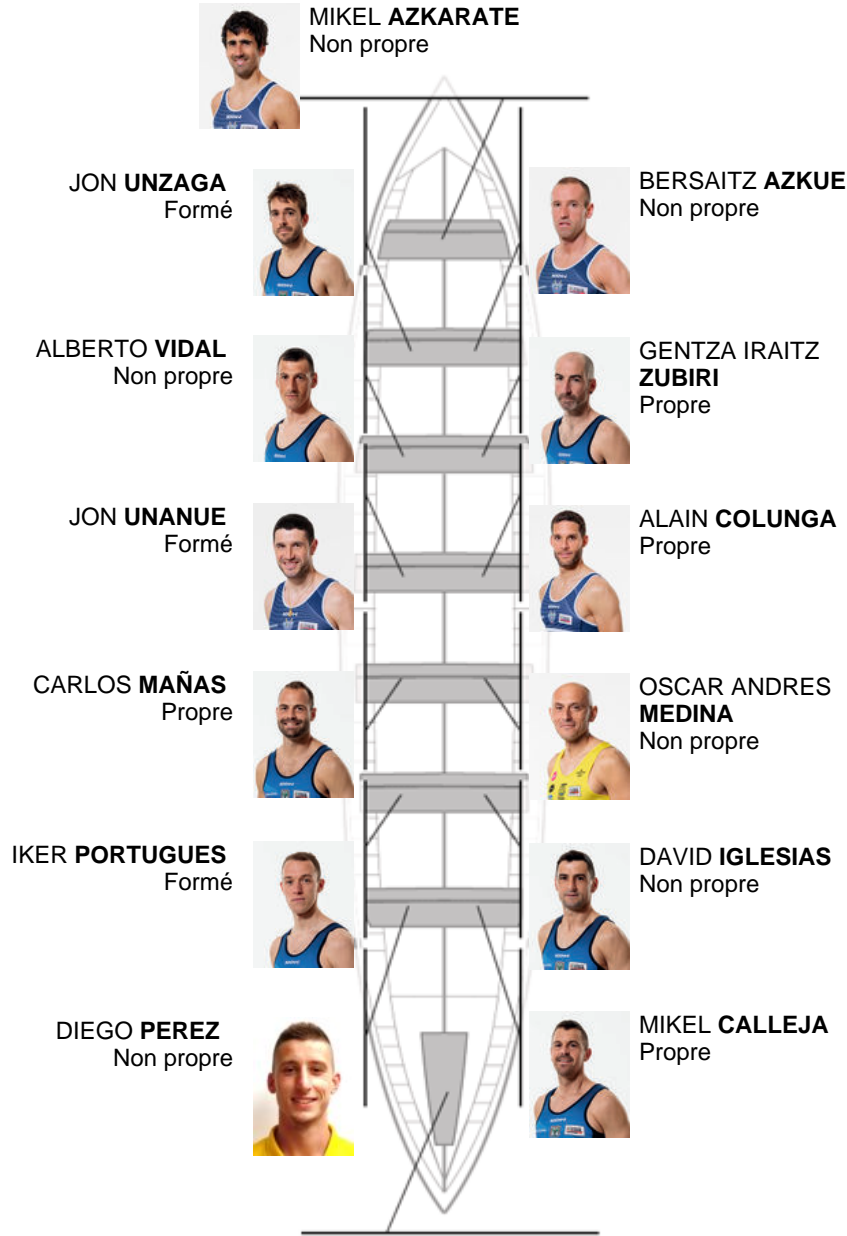 MIKEL AZKARATE
Non propre
JON UNZAGA
Formé
BERSAITZ AZKUE
Non propre
ALBERTO VIDAL
Non propre
GENTZA IRAITZ
ZUBIRI
Propre
JON UNANUE
Formé
ALAIN COLUNGA
Propre
CARLOS MAÑAS
Propre
OSCAR ANDRES
MEDINA
Non propre
IKER PORTUGUES
Formé
DAVID IGLESIAS
Non propre
DIEGO PEREZ
Non propre
MIKEL CALLEJA
Propre